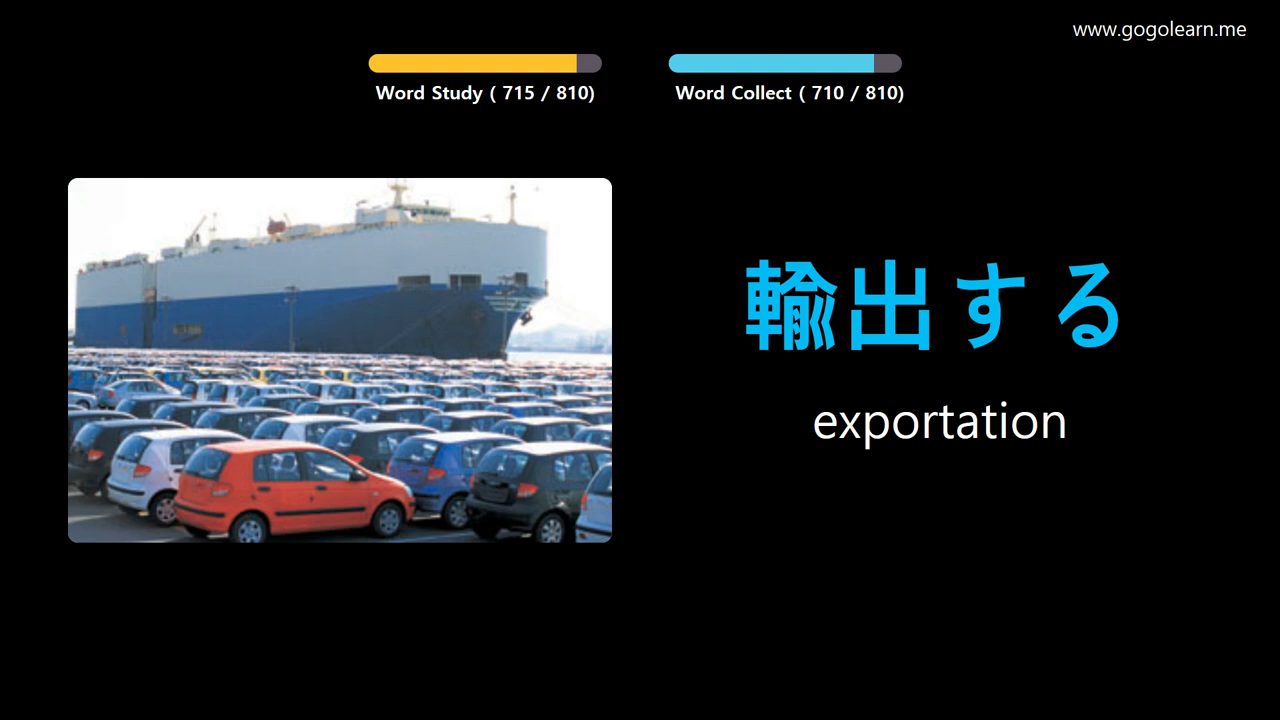 www.gogolearn.me
Word Study ( 715 / 810)
Word Collect ( 710 / 810)
輸出する
exportation